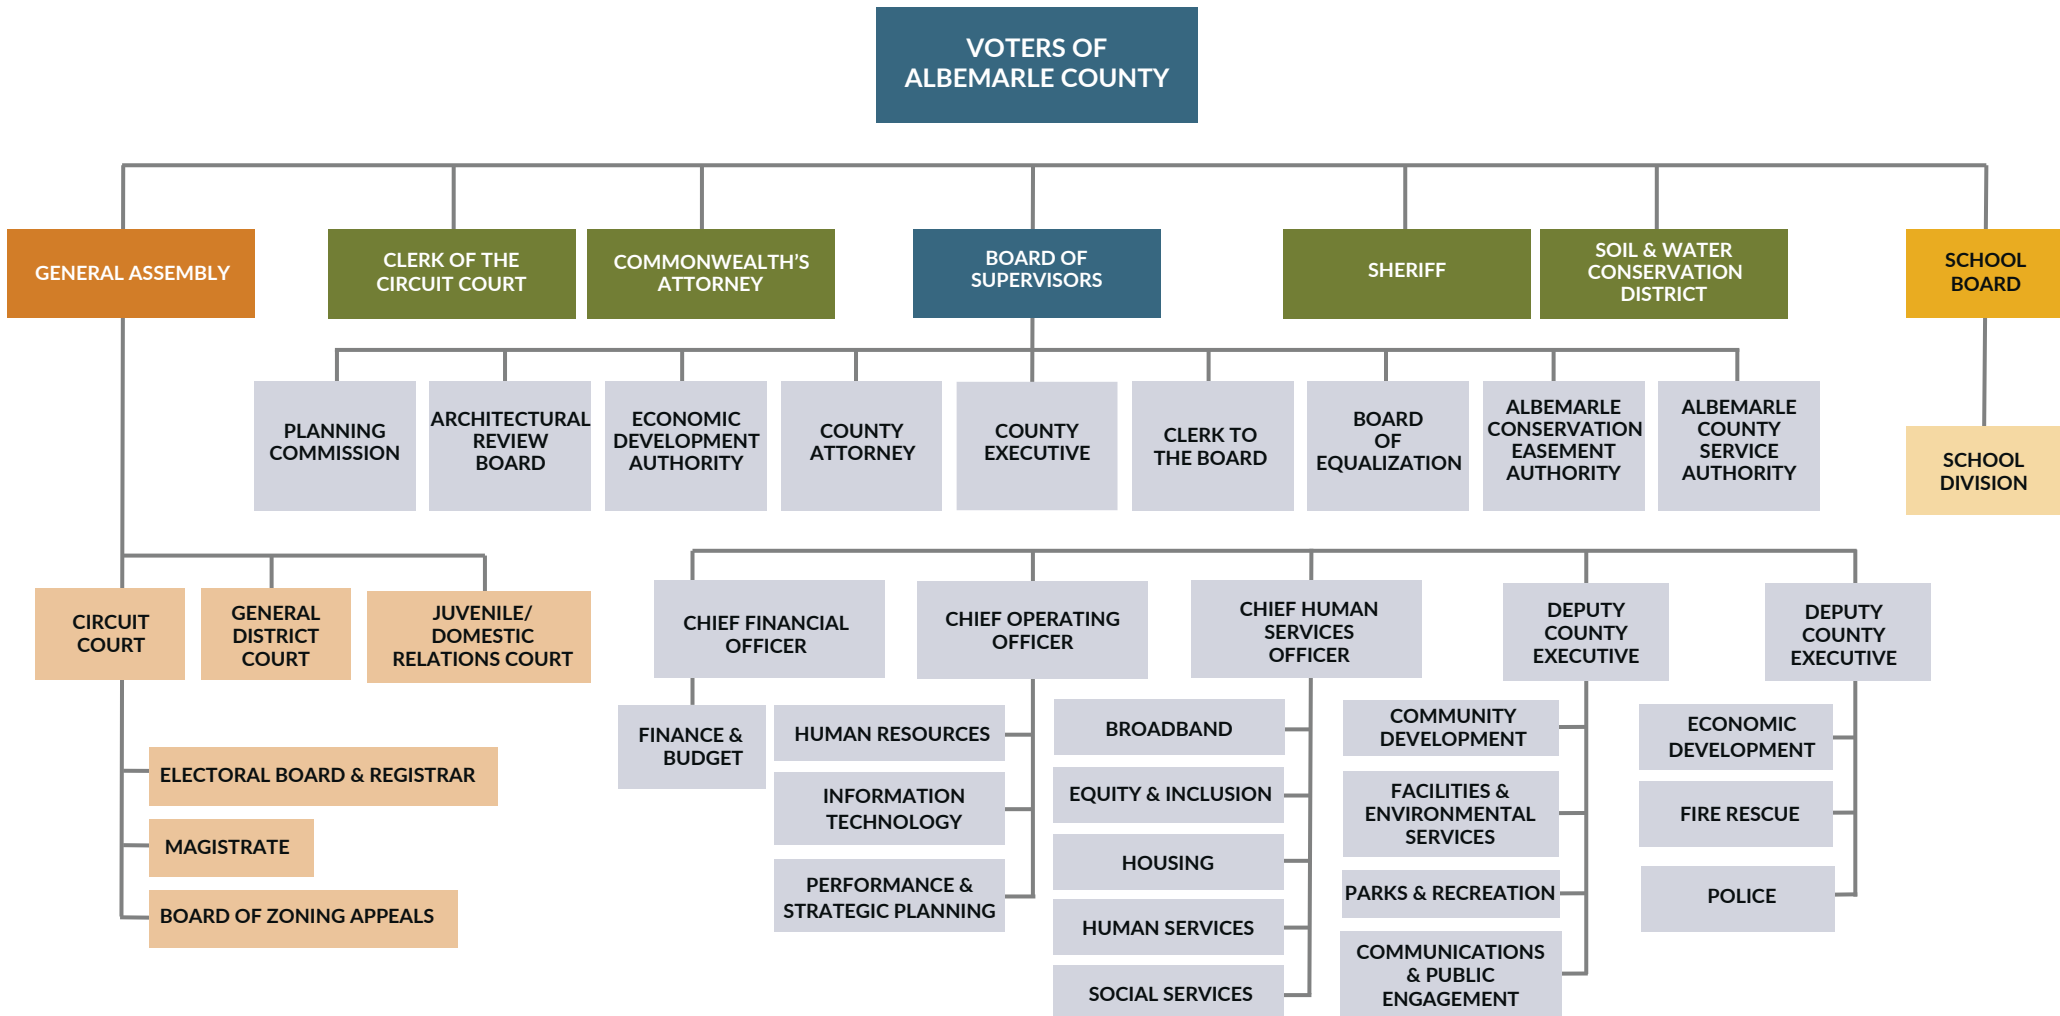 VOTERS OF
ALBEMARLE COUNTY
GENERAL ASSEMBLY
CLERK OF THE
CIRCUIT COURT
COMMONWEALTH'S
ATTORNEY
BOARD OF
SUPERVISORS
SHERIFF
SOIL & WATER
CONSERVATION
DISTRICT
SCHOOL
BOARD
PLANNING
COMMISSION
ARCHITECTURAL
REVIEW
BOARD
ECONOMIC
DEVELOPMENT
AUTHORITY
COUNTY
ATTORNEY
COUNTY
EXECUTIVE
CLERK TO
THE BOARD
BOARD
OF
EQUALIZATION
ALBEMARLE
CONSERVATION
EASEMENT
AUTHORITY
ALBEMARLE
COUNTY
SERVICE
AUTHORITY
SCHOOL
DIVISION
CIRCUIT
COURT
GENERAL
DISTRICT
COURT
JUVENILE/
DOMESTIC
RELATIONS COURT
ELECTORAL BOARD & REGISTRAR
MAGISTRATE
BOARD OF ZONING APPEALS
CHIEF FINANCIAL
OFFICER
FINANCE &
BUDGET
CHIEF OPERATING
OFFICER
HUMAN RESOURCES
INFORMATION
TECHNOLOGY
PERFORMANCE &
STRATEGIC PLANNING
CHIEF HUMAN
SERVICES
OFFICER
BROADBAND
EQUITY & INCLUSION
HOUSING
HUMAN SERVICES
SOCIAL SERVICES
DEPUTY
COUNTY
EXECUTIVE
COMMUNITY
DEVELOPMENT
FACILITIES &
ENVIRONMENTAL
SERVICES
PARKS & RECREATION
COMMUNICATIONS
& PUBLIC
ENGAGEMENT
DEPUTY
COUNTY
EXECUTIVE
ECONOMIC
DEVELOPMENT
FIRE RESCUE
POLICE